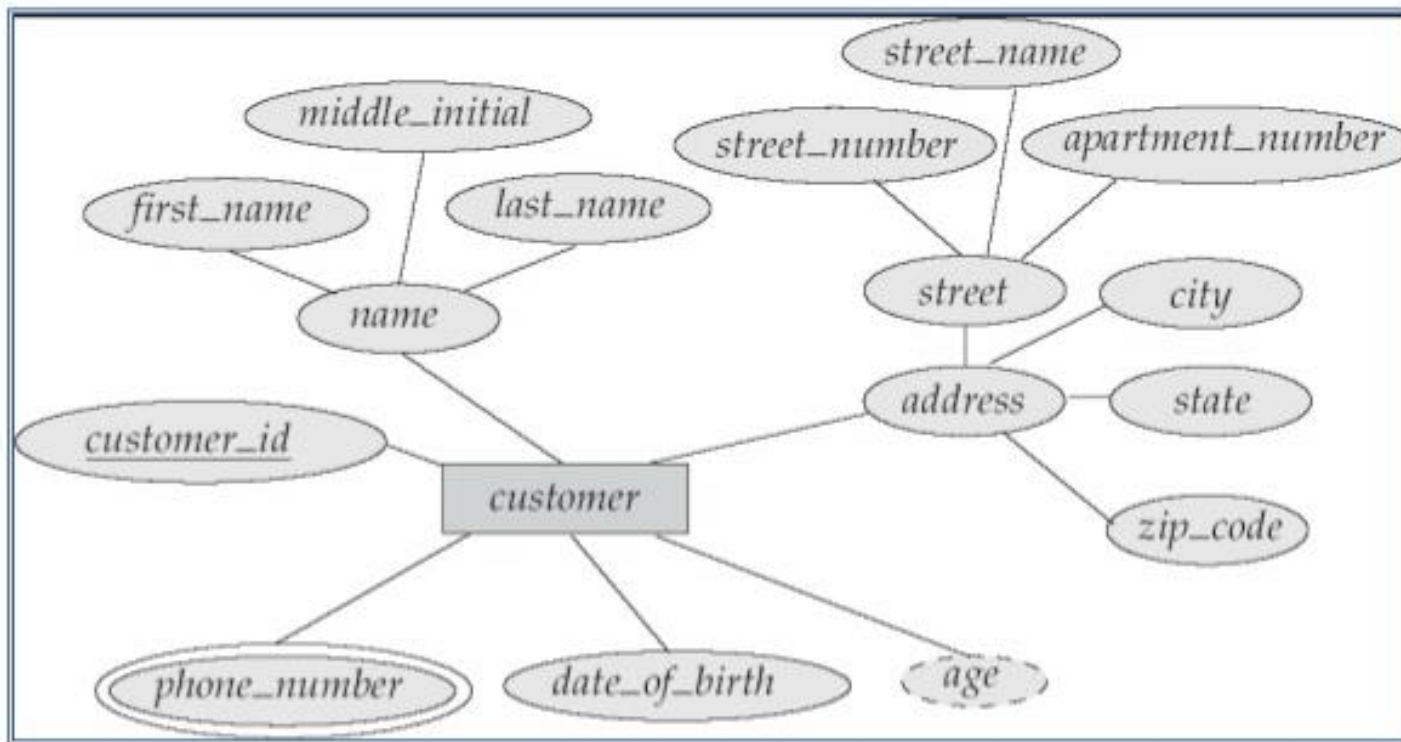 street_name
middle_initial
street_number
apartment_number
first_name
last_name
street
city
name
address
state
customer_id
customer
zip_code
phone_number
date_of_birth
age